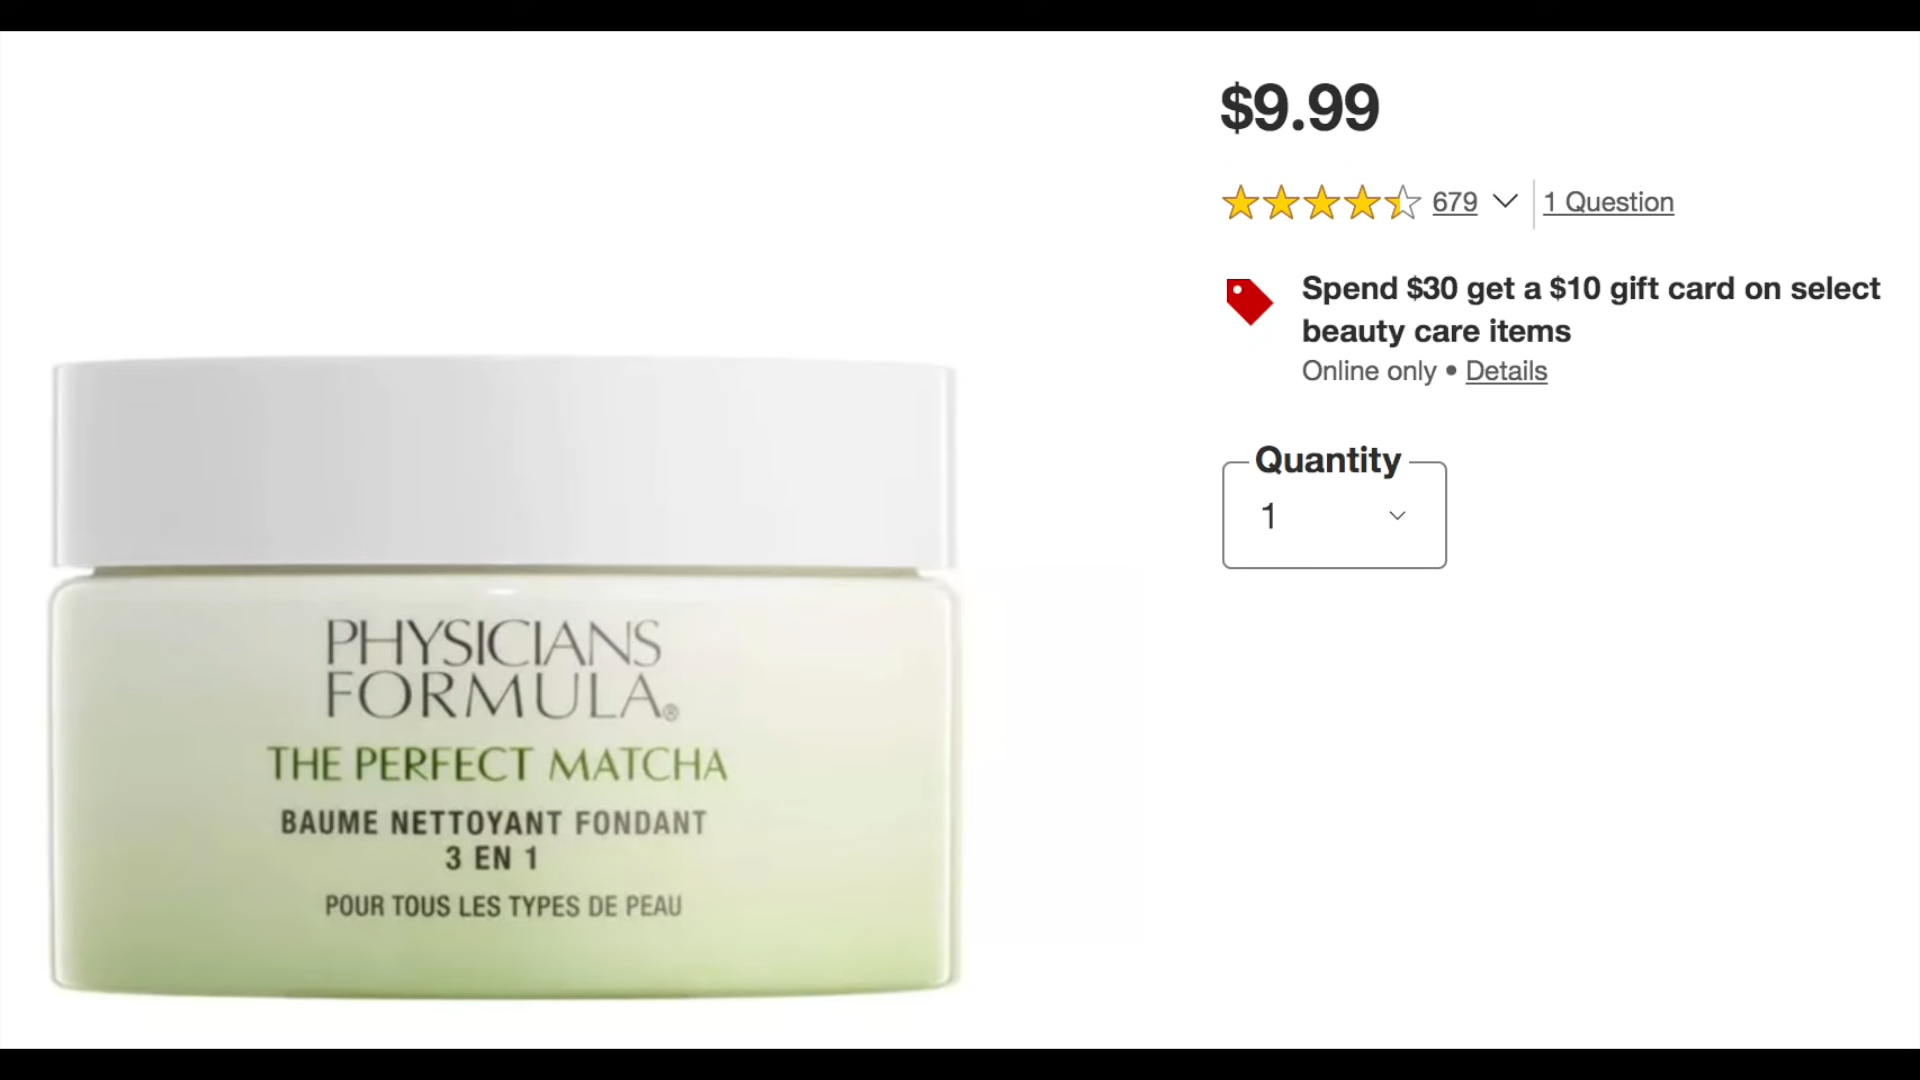 $9.99
679
1 Question
Spend $30 get a $10 gift card on select
beauty care items
Online only • Details
Quantity
1
PHYSICIANS
FORMULA®
THE PERFECT MATCHA
BAUME NETTOYANT FONDANT
3 EN 1
POUR TOUS LES TYPES DE PEAU